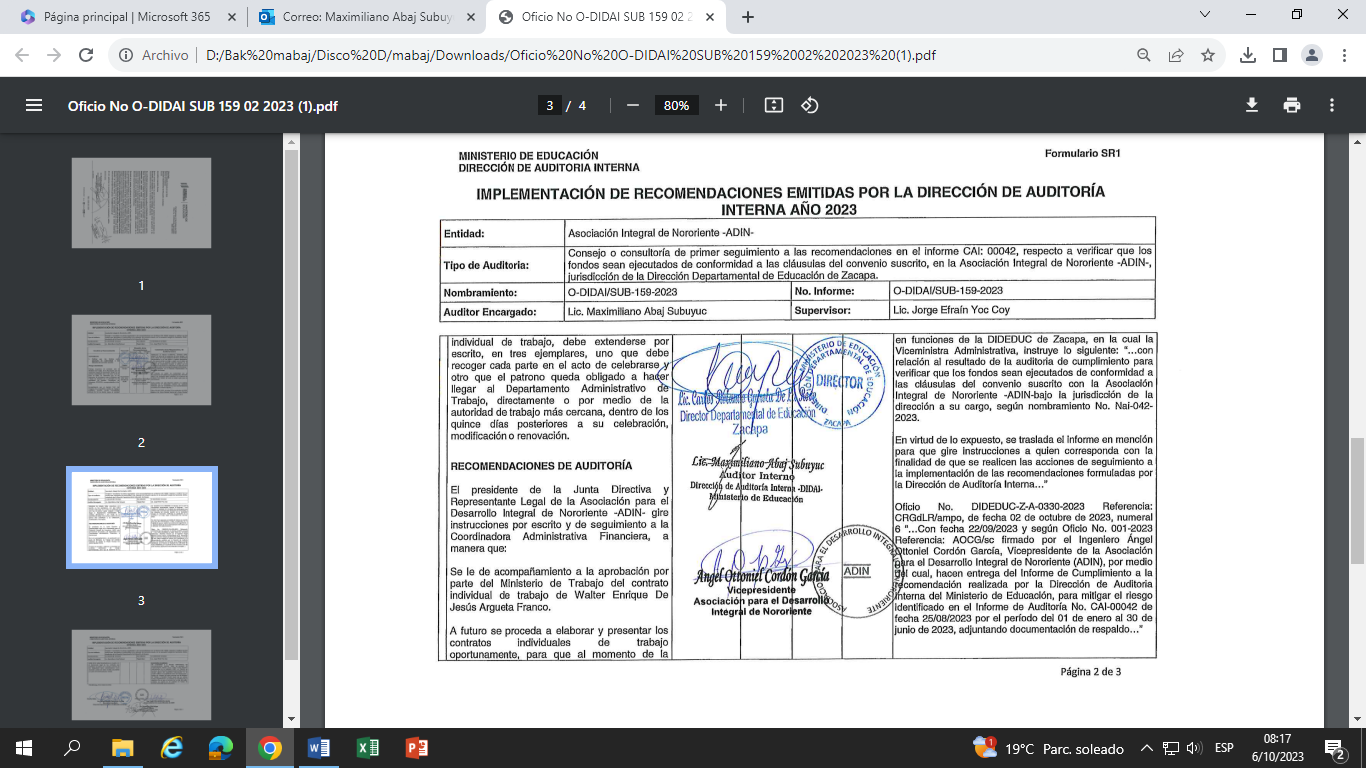 Página principal | Microsoft 365
Correo: Maximiliano Abaj Subuy
Oficio No O-DIDAI SUB 159 02 2
Archivo
D:/Bak%20mabaj/Disco%20D/mabaj/Downloads/Oficio%20No%20O-DIDAI%20SUB%20159%2002%202023%20(1).pdf
Oficio No O-DIDAI SUB 159 02 2023 (1).pdf
3 / 4
80%
1
2
3
MINISTERIO DE EDUCACIÓN
DIRECCIÓN DE AUDITORIA INTERNA
Formulario SR1
IMPLEMENTACIÓN DE RECOMENDACIONES EMITIDAS POR LA DIRECCIÓN DE AUDITORÍA
INTERNA AÑO 2023
Entidad: Asociación Integral de Nororiente -ADIN-
Tipo de Auditoria:
Consejo o consultoría de primer seguimiento a las recomendaciones en el informe CAI: 00042, respecto a verificar que los
fondos sean ejecutados de conformidad a las cláusulas del convenio suscrito, en la Asociación Integral de Nororiente -ADIN-,
jurisdicción de la Dirección Departamental de Educación de Zacapa.
Nombramiento: O-DIDAI/SUB-159-2023 No. Informe: O-DIDAI/SUB-159-2023
Auditor Encargado: Lic. Maximiliano Abaj Subuyuc Supervisor: Lic. Jorge Efraín Yoc Coy
individual de trabajo, debe extenderse por
escrito, en tres ejemplares, uno que debe
recoger cada parte en el acto de celebrarse y
otro que el patrono queda obligado a hacer
llegar al Departamento Administrativo de
Trabajo, directamente o por medio de la
autoridad de trabajo más cercana, dentro de los
quince días posteriores a su celebración,
modificación o renovación.
RECOMENDACIONES DE AUDITORÍA
El presidente de la Junta Directiva y
Representante Legal de la Asociación para el
Desarrollo Integral de Nororiente -ADIN- gire
instrucciones por escrito y de seguimiento a la
Coordinadora Administrativa Financiera, a
manera que:
Se le de acompañamiento a la aprobación por
parte del Ministerio de Trabajo del contrato
individual de trabajo de Walter Enrique De
Jesús Argueta Franco.
A futuro se proceda a elaborar y presentar los
contratos individuales de trabajo
oportunamente, para que al momento de la
Lic. Carlos
Director Departamental de Educación
Zacapa
MINISTERIO DE EDUCACIÓN
DIRECTOR
ZACAPA
Lic. Maximiliano Abaj Subuyuc
Auditor Interno
Dirección de Auditoría Interna -DIDAI-
Ministerio de Educación
Angel Ottoniel Cordón García
Vicepresidente
Asociación para el Desarrollo
Integral de Nororiente
ADIN
en funciones de la DIDEDUC de Zacapa, en la cual la
Viceministra Administrativa, instruye lo siguiente: "...con
relación al resultado de la auditoria de cumplimiento para
verificar que los fondos sean ejecutados de conformidad a
las cláusulas del convenio suscrito con la Asociación
Integral de Nororiente -ADIN-bajo la jurisdicción de la
dirección a su cargo, según nombramiento No. Nai-042-
2023.
En virtud de lo expuesto, se traslada el informe en mención
para que gire instrucciones a quien corresponda con la
finalidad de que se realicen las acciones de seguimiento a
la implementación de las recomendaciones formuladas por
la Dirección de Auditoría Interna..."
Oficio No. DIDEDUC-Z-A-0330-2023 Referencia:
CRGdLR/ampo, de fecha 02 de octubre de 2023, numeral
6 "...Con fecha 22/09/2023 y según Oficio No. 001-2023
Referencia: AOCG/sc firmado por el Ingeniero Ángel
Ottoniel Cordón García, Vicepresidente de la Asociación
para el Desarrollo Integral de Nororiente (ADIN), por medio
del cual, hacen entrega del Informe de Cumplimiento a la
recomendación realizada por la Dirección de Auditoria
Interna del Ministerio de Educación, para mitigar el riesgo
identificado en el Informe de Auditoría No. CAI-00042 de
fecha 25/08/2023 por el período del 01 de enero al 30 de
junio de 2023, adjuntando documentación de respaldo..."
Página 2 de 3
19°C Parc. soleado
ESP
08:17
6/10/2023
2